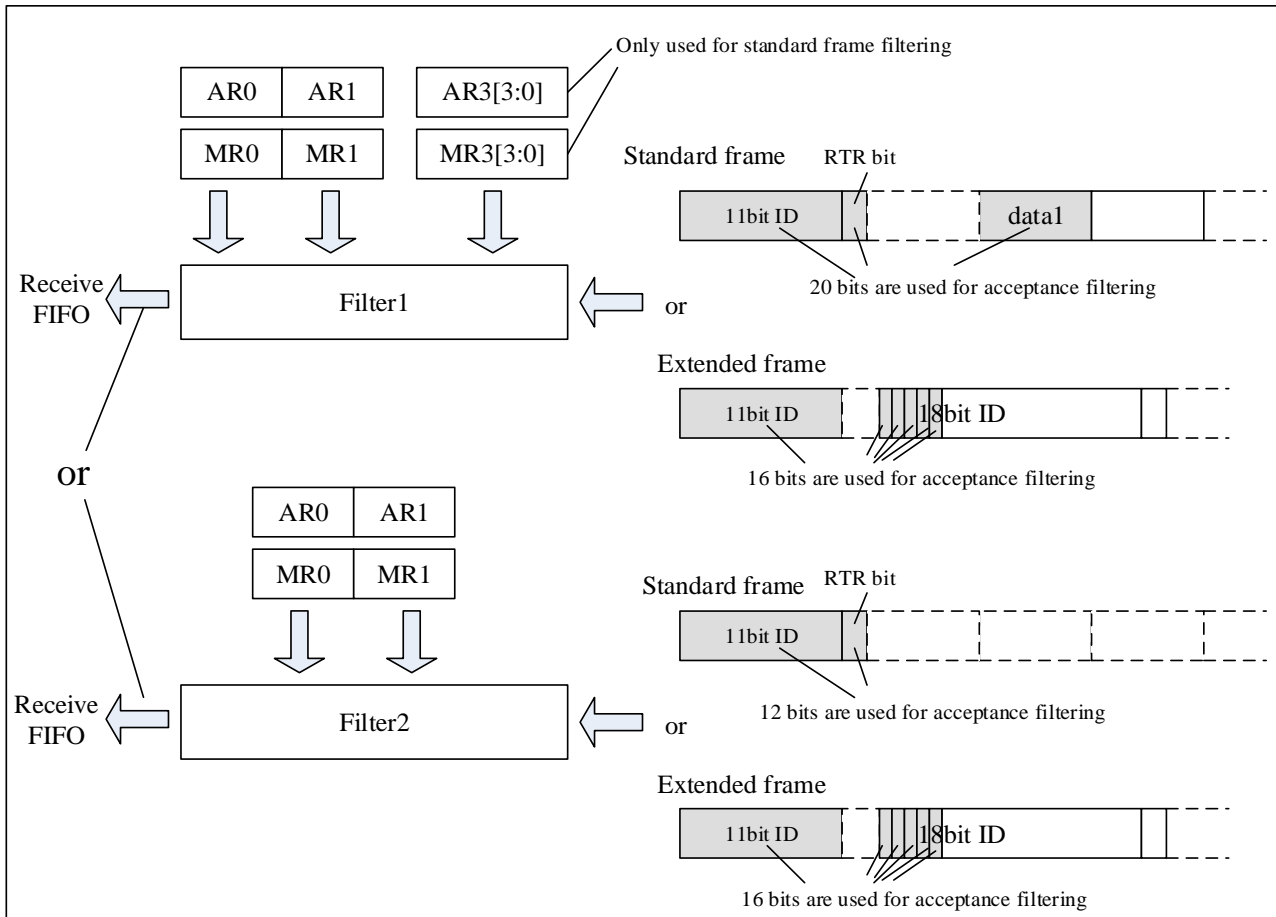 Only used for standard frame filtering
AR0 AR1 AR3[3:0]
MR0 MR1 MR3[3:0]
Standard frame
RTR bit
11bit ID
data1
20 bits are used for acceptance filtering
Receive
FIFO
Filter1
or
Extended frame
11bit ID
18bit ID
16 bits are used for acceptance filtering
or
AR0 AR1
MR0 MR1
Standard frame
RTR bit
11bit ID
12 bits are used for acceptance filtering
Receive
FIFO
Filter2
or
Extended frame
11bit ID
18bit ID
16 bits are used for acceptance filtering